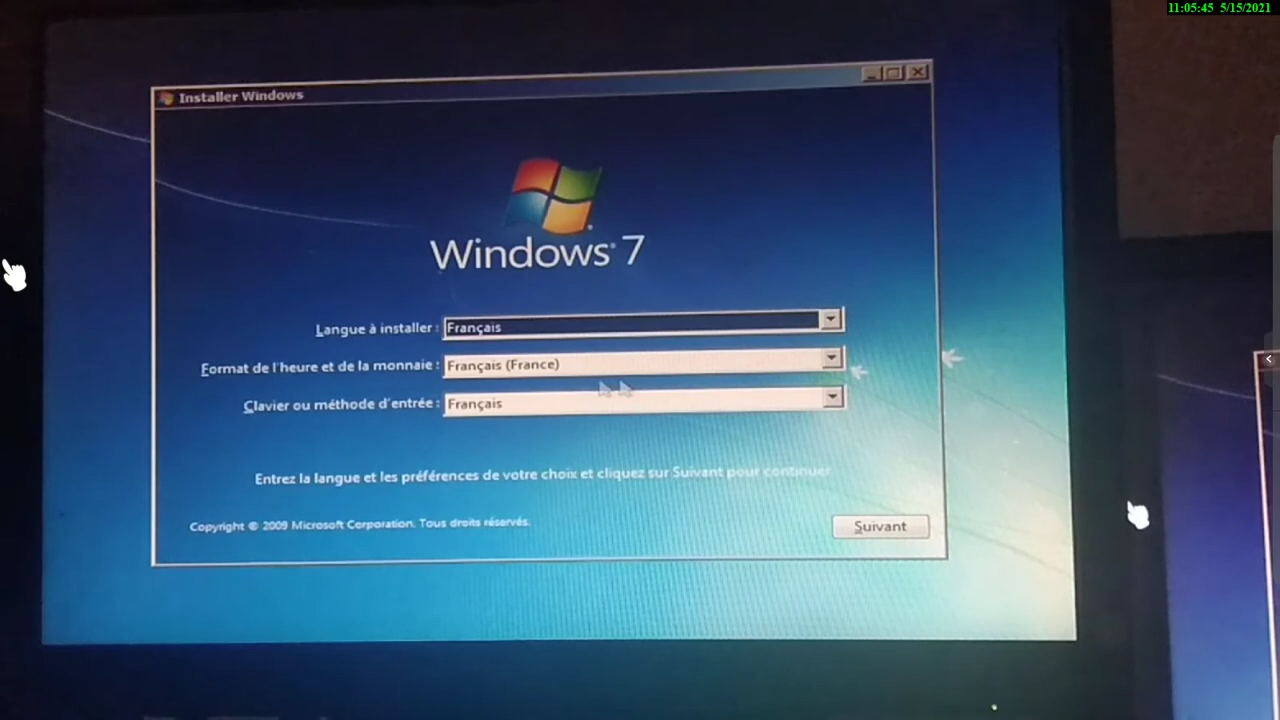 11:05:45 5/15/2021
Installer Windows
Windows 7
Langue à installer : Français
Format de l'heure et de la monnaie : Français (France)
Clavier ou méthode d'entrée : Français
Entrez la langue et les préférences de votre choix et cliquez sur Suivant pour continuer.
Copyright © 2009 Microsoft Corporation. Tous droits réservés.
Suivant